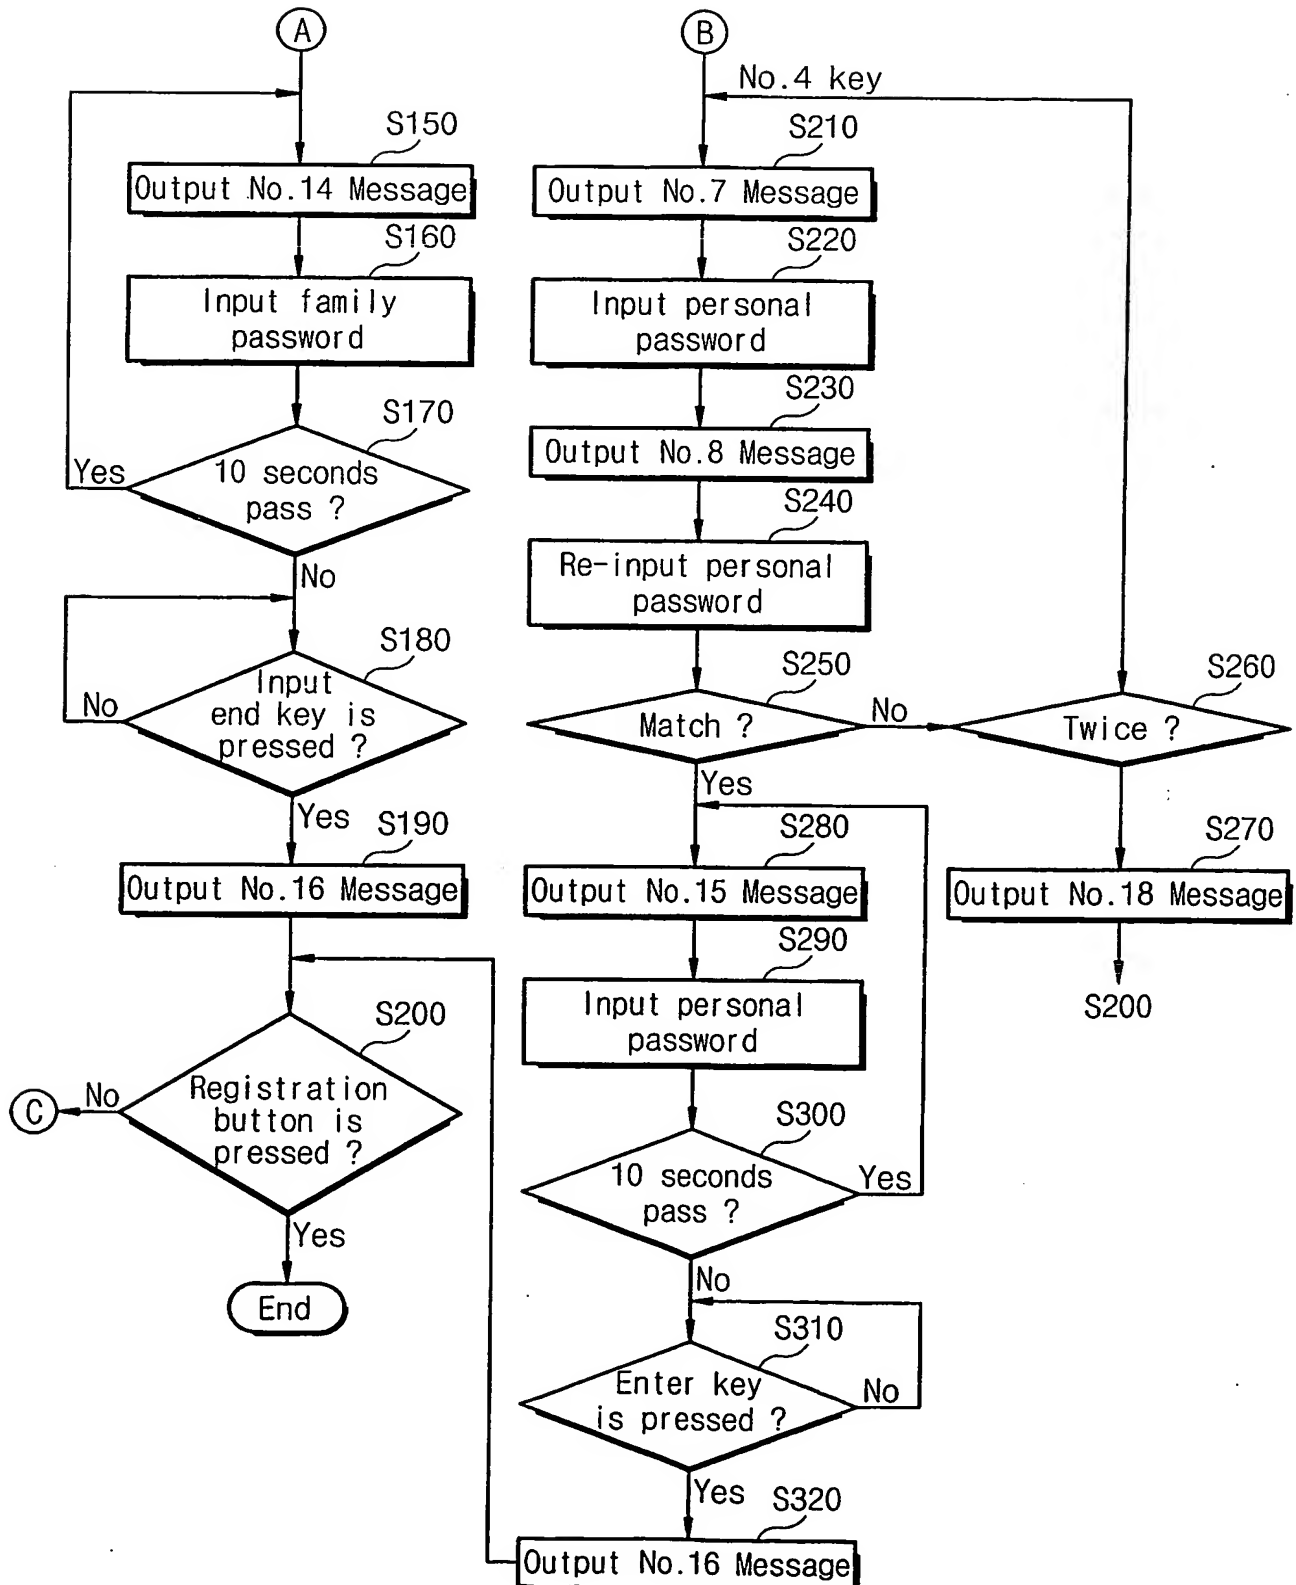 A
S150
Output No.14 Message
S160
Input family
password
S170
10 seconds
pass ?
Yes
No
S180
Input
end key is
pressed ?
No
Yes
S190
Output No.16 Message
S200
Registration
button is
pressed ?
No
C
Yes
End
B
No.4 key
S210
Output No.7 Message
S220
Input personal
password
S230
Output No.8 Message
S240
Re-input personal
password
S250
Match ?
No
Yes
S260
Twice ?
S270
Output No.18 Message
S200
S280
Output No.15 Message
S290
Input personal
password
S300
10 seconds
pass ?
Yes
No
S310
Enter key
is pressed ?
No
Yes
S320
Output No.16 Message